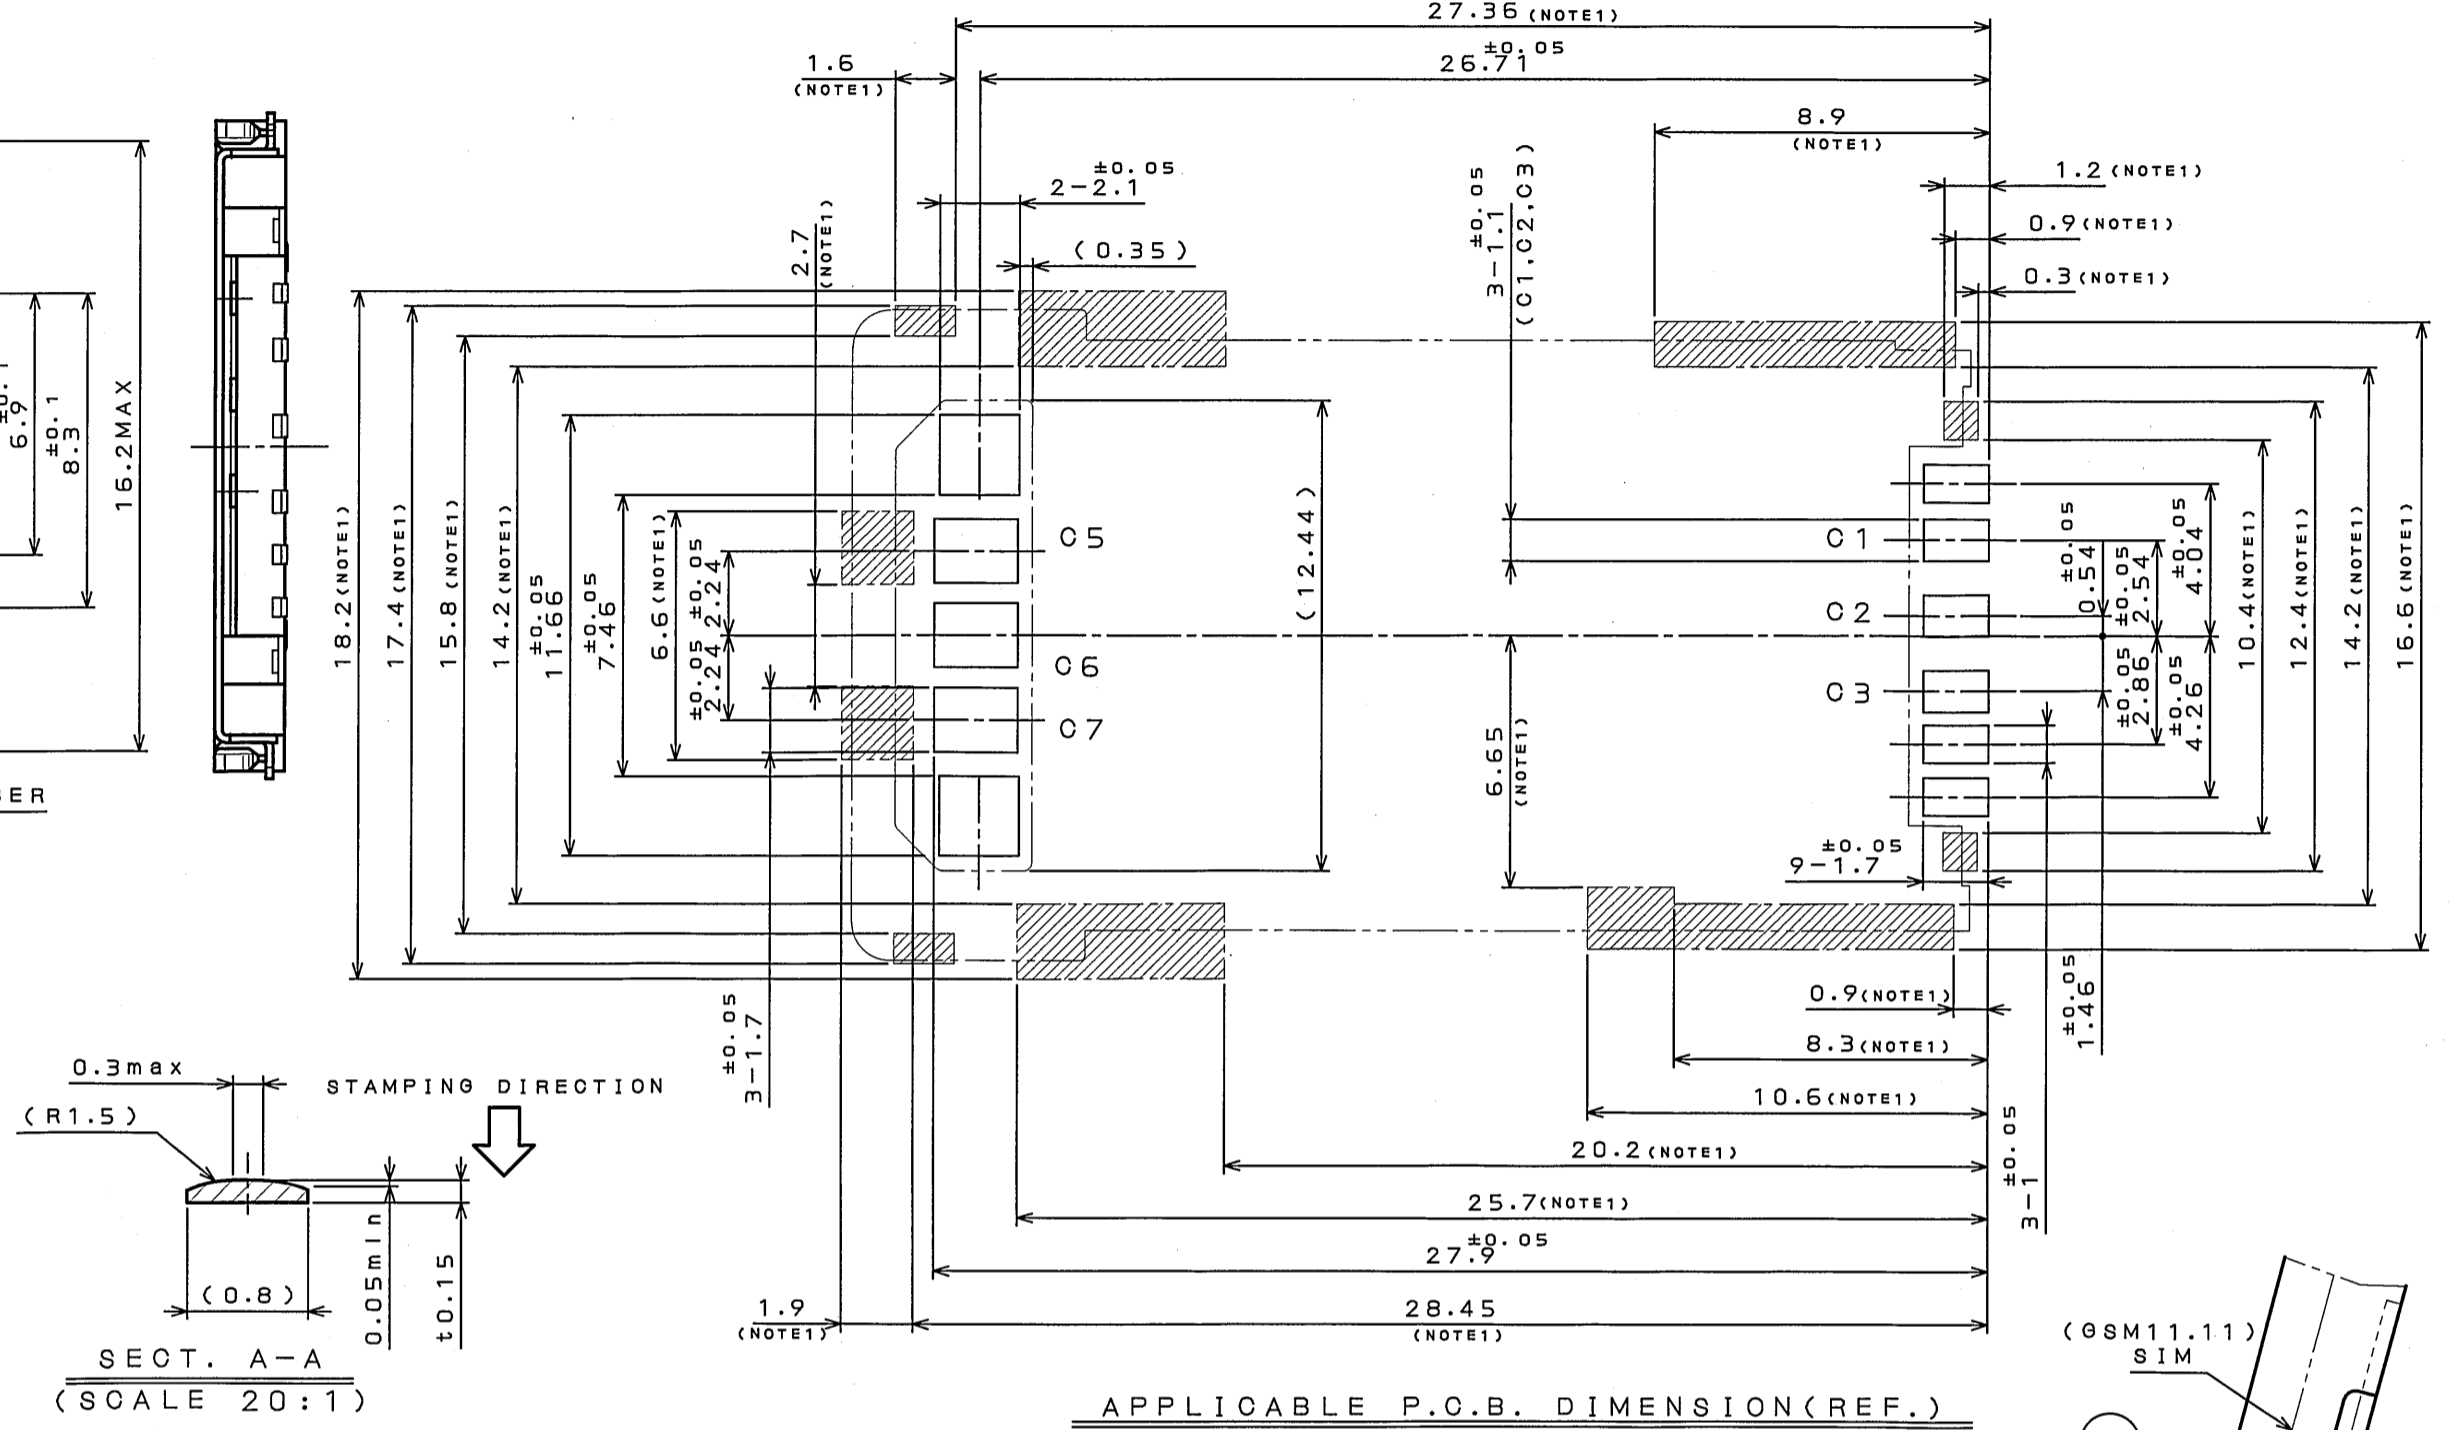 27.36 (NOTE1)
±0.05
26.71
1.6
(NOTE1)
8.9
(NOTE1)
±0.05
2-2.1
1.2 (NOTE1)
0.9 (NOTE1)
0.3 (NOTE1)
(0.35)
2.7
(NOTE1)
±0.05
3-1.1
(C1,C2,C3)
6.9
±0.1
8.3
16.2MAX
18.2 (NOTE1)
17.4 (NOTE1)
15.8 (NOTE1)
14.2 (NOTE1)
±0.05
11.66
±0.05
7.46
6.6 (NOTE1)
±0.05
2.24
±0.05
2.24
C5
C6
C7
(12.44)
C1
C2
C3
±0.05
0.54
±0.05
2.54
±0.05
4.04
±0.05
2.86
±0.05
4.26
10.4 (NOTE1)
12.4 (NOTE1)
14.2 (NOTE1)
16.6 (NOTE1)
6.65
(NOTE1)
±0.05
9-1.7
±0.05
1.46
±0.05
3-1
±0.05
3-1.7
0.9 (NOTE1)
8.3 (NOTE1)
10.6 (NOTE1)
20.2 (NOTE1)
25.7 (NOTE1)
±0.05
27.9
1.9
(NOTE1)
28.45
(NOTE1)
0.3max
(R1.5)
STAMPING DIRECTION
(0.8)
0.05min
t0.15
SECT. A-A
(SCALE 20:1)
APPLICABLE P.C.B. DIMENSION(REF.)
(GSM11.11)
SIM